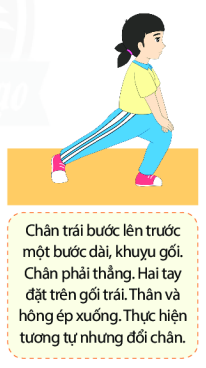 Chân trái bước lên trước
một bước dài, khuỵu gối.
Chân phải thẳng. Hai tay
đặt trên gối trái. Thân và
hông ép xuống. Thực hiện
tương tự nhưng đổi chân.